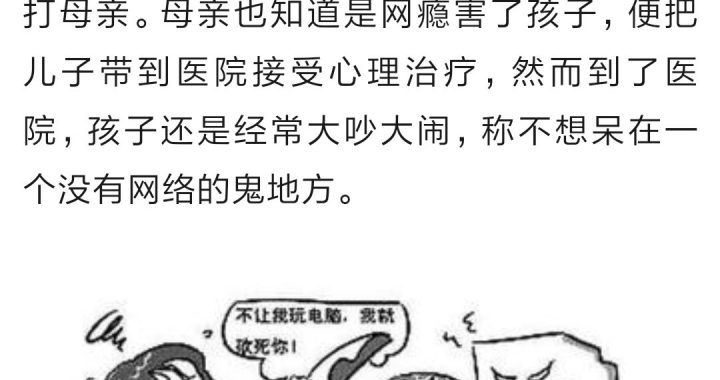 打母亲。母亲也知道是网瘾害了孩子，便把
儿子带到医院接受心理治疗，然而到了医
院，孩子还是经常大吵大闹，称不想呆在一
个没有网络的鬼地方。
不让我玩电脑，我就
砍死你！